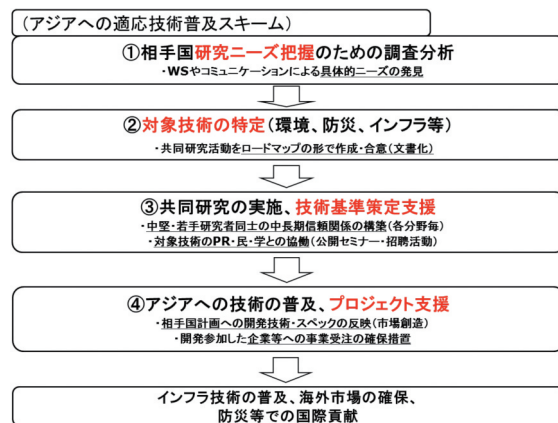 (アジアへの適応技術普及スキーム)
①相手国研究ニーズ把握のための調査分析
・WSやコミュニケーションによる具体的ニーズの発見
②対象技術の特定(環境、防災、インフラ等)
・共同研究活動をロードマップの形で作成・合意(文書化)
③共同研究の実施、技術基準策定支援
・中堅・若手研究者同士の中長期信頼関係の構築(各分野毎)
・対象技術のPR・民・学との協働(公開セミナー・招聘活動)
④アジアへの技術の普及、プロジェクト支援
・相手国計画への開発技術・スペックの反映(市場創造)
・開発参加した企業等への事業受注の確保措置
インフラ技術の普及、海外市場の確保、
防災等での国際貢献